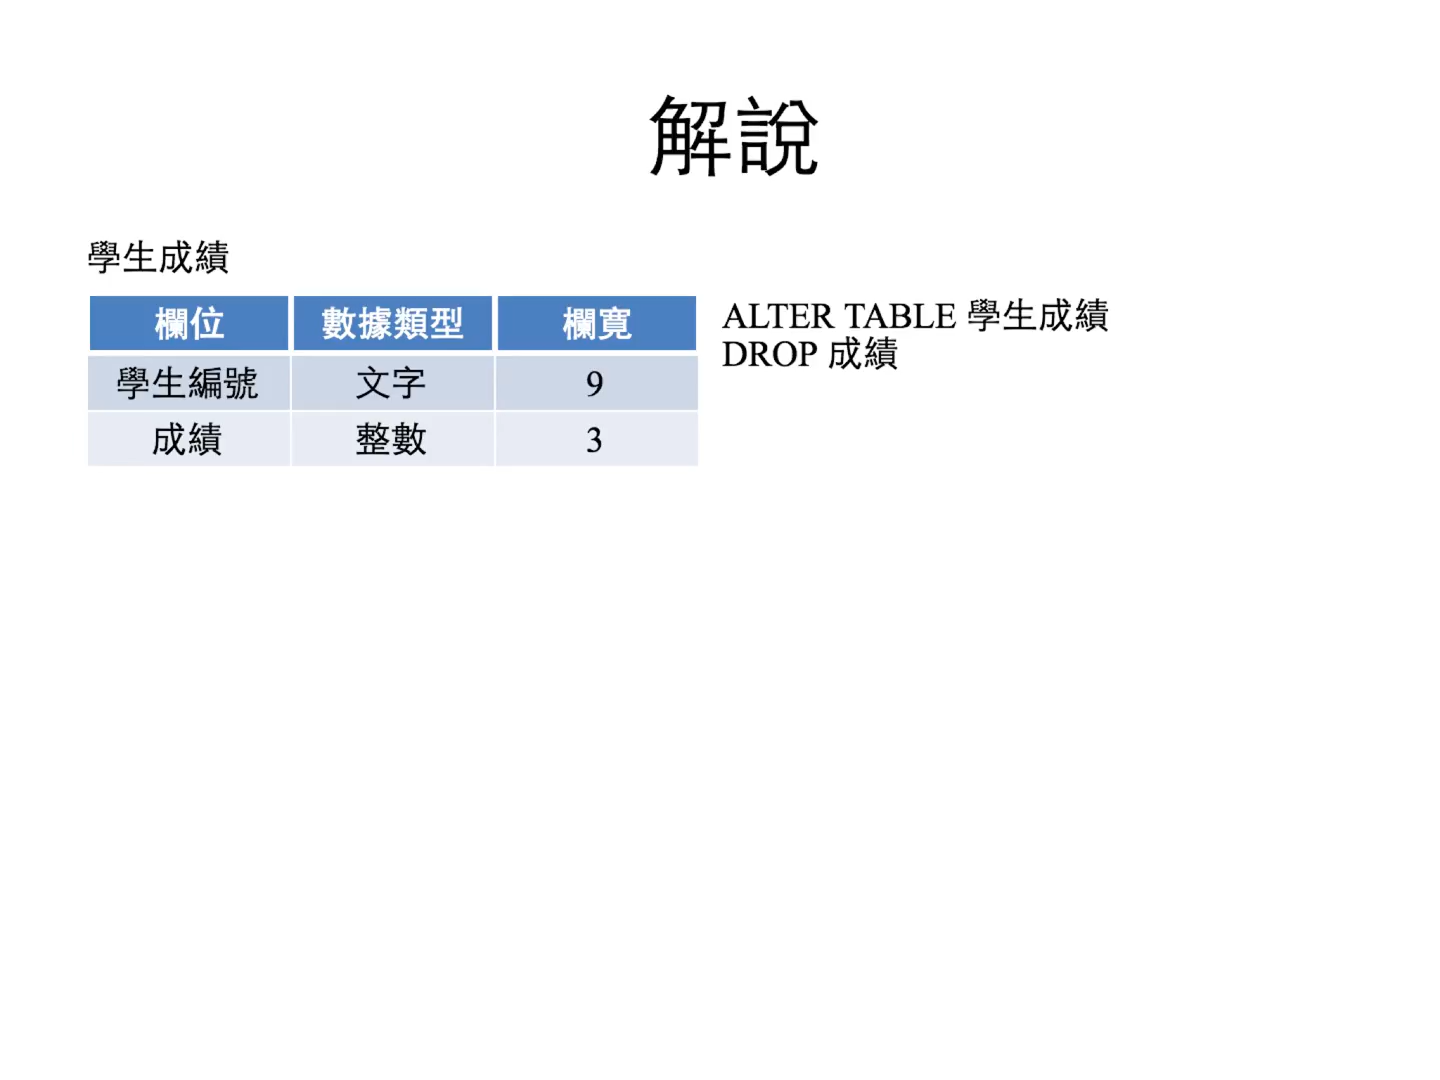 解說
學生成績
欄位 數據類型 欄寬
學生編號 文字 9
成績 整數 3
ALTER TABLE 學生成績
DROP 成績